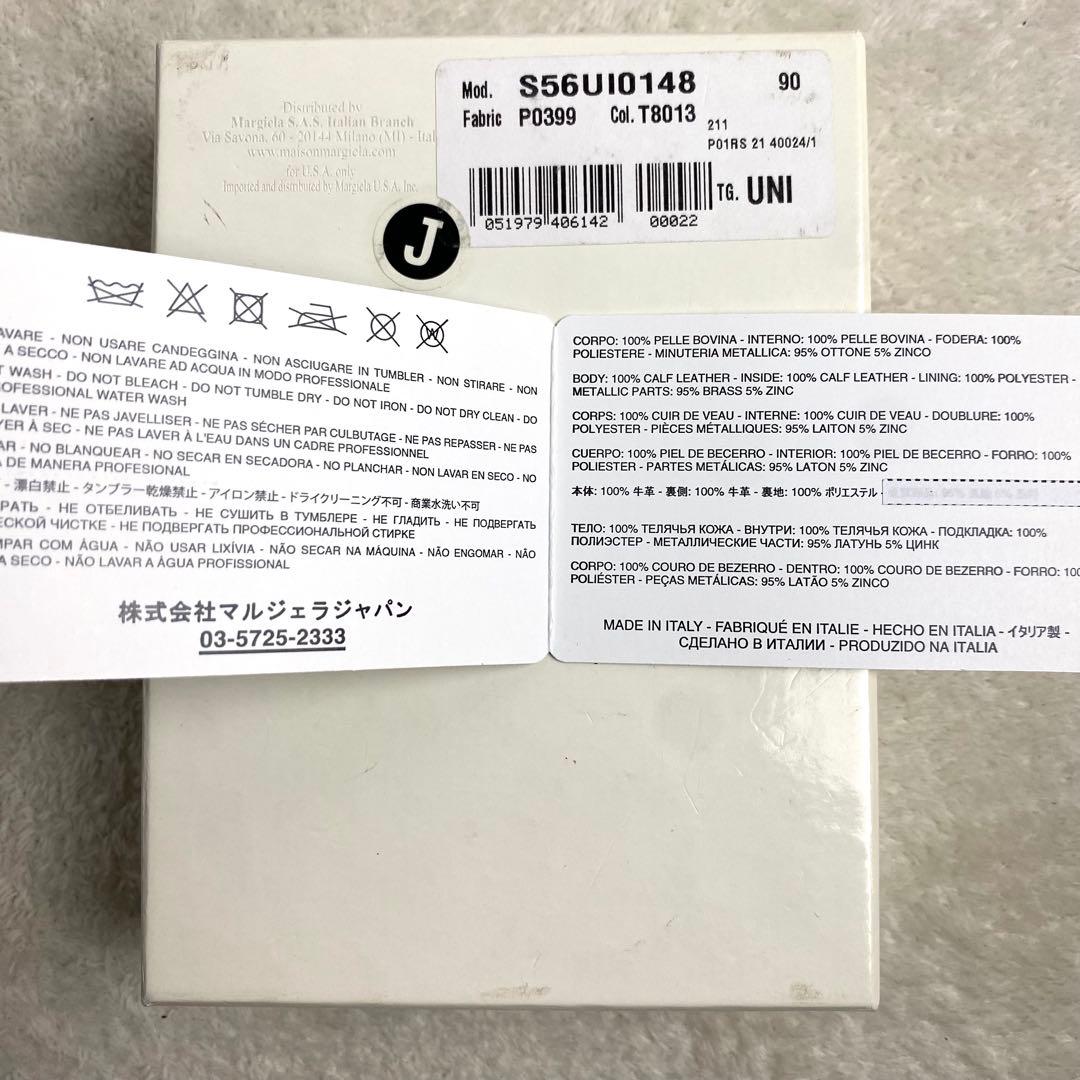 Distributed by
Margiela S.A.S. Italian Branch
Via Savona, 60 - 20144 Milano (MI) - Ital
www.maisonmargiela.com
for U.S.A. only
Imported and distributed by Margiela U.S.A. Inc.
Mod. S56UI0148 90
Fabric P0399 Col. T8013
211
P01RS 21 40024/1
TG. UNI
051979 406142 00022
J
AVARE - NON USARE CANDEGGINA - NON ASCIUGARE IN TUMBLER - NON STIRARE - NON
A SECCO - NON LAVARE AD ACQUA IN MODO PROFESSIONALE
T WASH - DO NOT BLEACH - DO NOT TUMBLE DRY - DO NOT IRON - DO NOT DRY CLEAN - DO
OFESSIONAL WATER WASH
LAVER - NE PAS JAVELLISER - NE PAS SÉCHER PAR CULBUTAGE - NE PAS REPASSER - NE PAS
YER À SEC - NE PAS LAVER À L'EAU DANS UN CADRE PROFESSIONNEL
AR - NO BLANQUEAR - NO SECAR EN SECADORA - NO PLANCHAR - NON LAVAR EN SECO - NO
A DE MANERA PROFESIONAL
- 漂白禁止 - タンブラー乾燥禁止 - アイロン禁止 - ドライクリーニング不可 - 商業水洗い不可
РАТЬ - НЕ ОТБЕЛИВАТЬ - НЕ СУШИТЬ В ТУМБЛЕРЕ - НЕ ГЛАДИТЬ - НЕ ПОДВЕРГАТЬ
ЕСКОЙ ЧИСТКЕ - НЕ ПОДВЕРГАТЬ ПРОФЕССИОНАЛЬНОЙ СТИРКЕ
MPAR COM ÁGUA - NÃO USAR LIXÍVIA - NÃO SECAR NA MÁQUINA - NÃO ENGOMAR - NÃO
A SECO - NÃO LAVAR A ÁGUA PROFISSIONAL
株式会社マルジェラジャパン
03-5725-2333
CORPO: 100% PELLE BOVINA - INTERNO: 100% PELLE BOVINA - FODERA: 100%
POLIESTERE - MINUTERIA METALLICA: 95% OTTONE 5% ZINCO
BODY: 100% CALF LEATHER - INSIDE: 100% CALF LEATHER - LINING: 100% POLYESTER -
METALLIC PARTS: 95% BRASS 5% ZINC
CORPS: 100% CUIR DE VEAU - INTERNE: 100% CUIR DE VEAU - DOUBLURE: 100%
POLYESTER - PIÈCES MÉTALLIQUES: 95% LAITON 5% ZINC
CUERPO: 100% PIEL DE BECERRO - INTERIOR: 100% PIEL DE BECERRO - FORRO: 100%
POLIESTER - PARTES METÁLICAS: 95% LATON 5% ZINC
本体: 100% 牛革 - 裏側: 100% 牛革 - 裏地: 100% ポリエステル -
ТЕЛО: 100% ТЕЛЯЧЬЯ КОЖА - ВНУТРИ: 100% ТЕЛЯЧЬЯ КОЖА - ПОДКЛАДКА: 100%
ПОЛИЭСТЕР - МЕТАЛЛИЧЕСКИЕ ЧАСТИ: 95% ЛАТУНЬ 5% ЦИНК
CORPO: 100% COURO DE BEZERRO - DENTRO: 100% COURO DE BEZERRO - FORRO: 100
POLIÉSTER - PEÇAS METÁLICAS: 95% LATÃO 5% ZINCO
MADE IN ITALY - FABRIQUÉ EN ITALIE - HECHO EN ITALIA - イタリア製 -
СДЕЛАНО В ИТАЛИИ - PRODUZIDO NA ITALIA